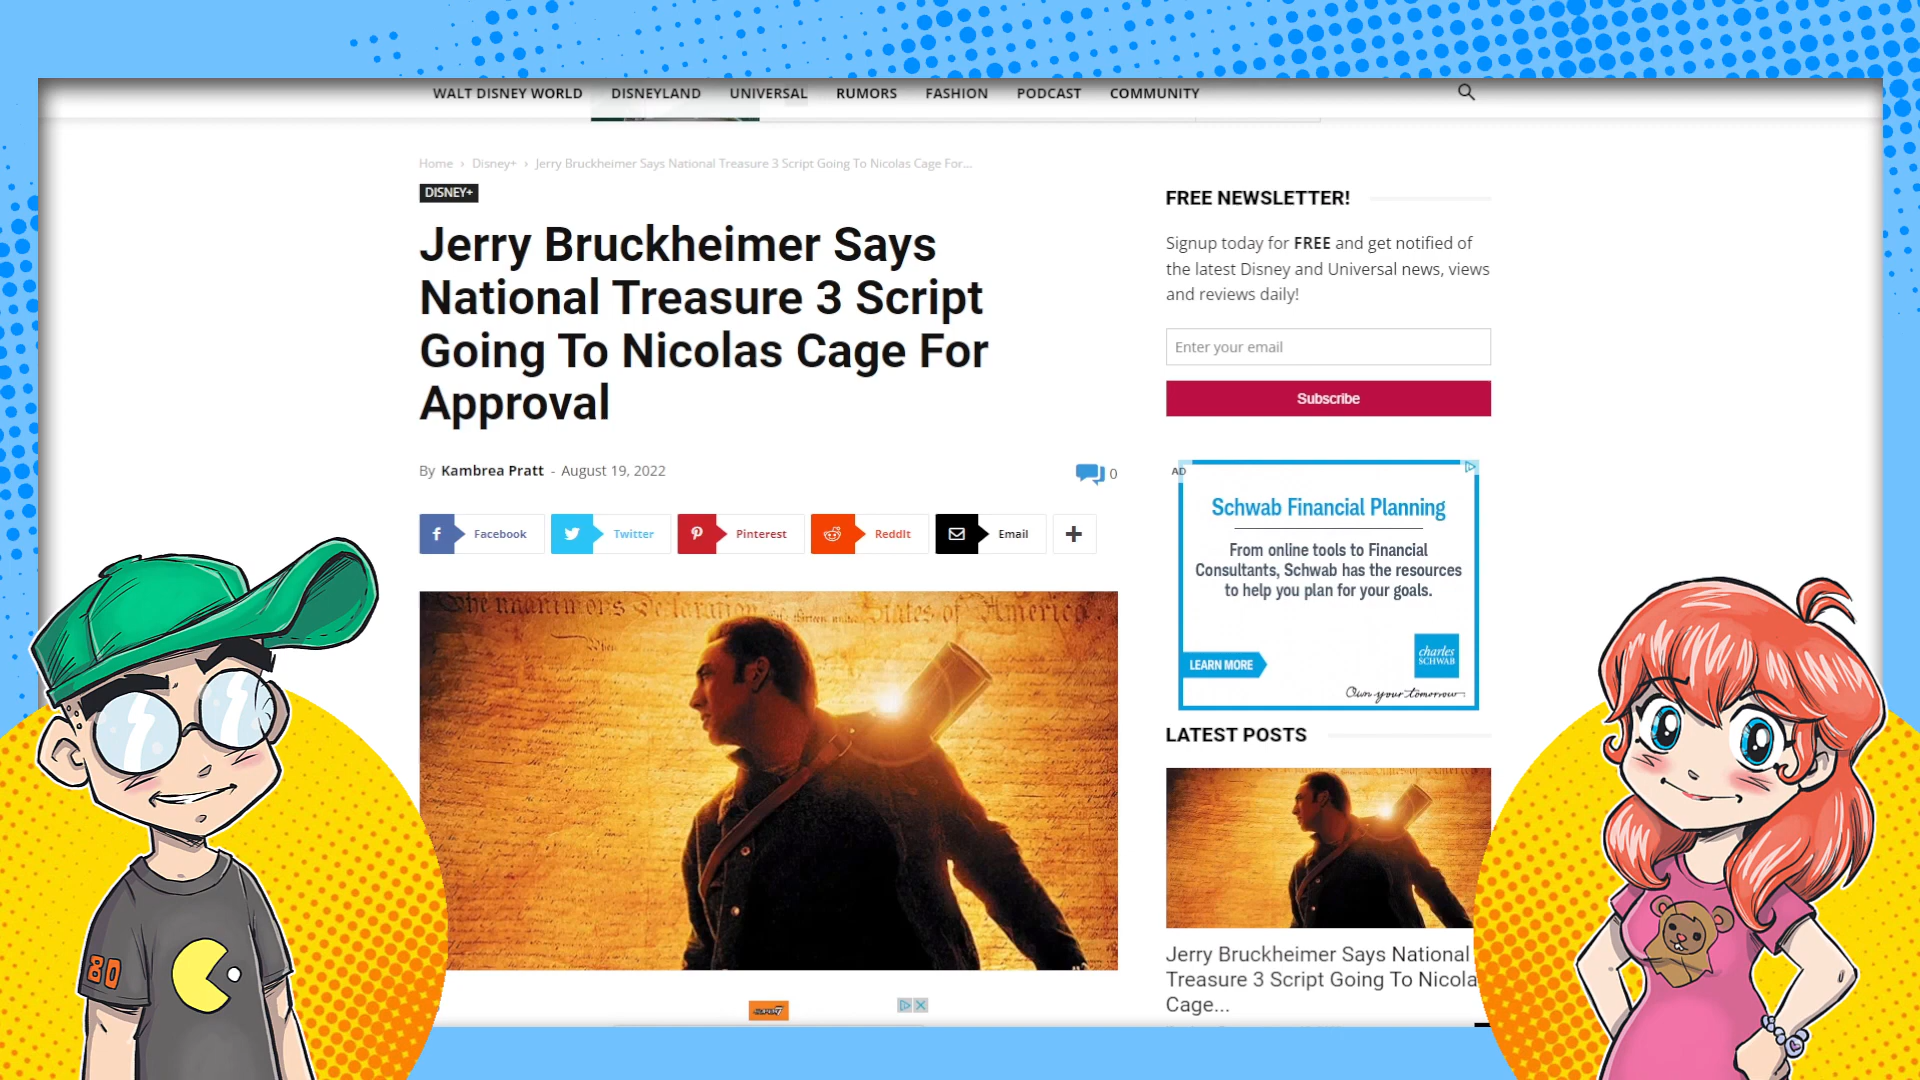 WALT DISNEY WORLD DISNEYLAND UNIVERSAL RUMORS FASHION PODCAST COMMUNITY
Home › Disney+ › Jerry Bruckheimer Says National Treasure 3 Script Going To Nicolas Cage For...
DISNEY+
Jerry Bruckheimer Says
National Treasure 3 Script
Going To Nicolas Cage For
Approval
By Kambrea Pratt - August 19, 2022
0
Facebook Twitter Pinterest ReddIt Email
States of America
When
FREE NEWSLETTER!
Signup today for FREE and get notified of
the latest Disney and Universal news, views
and reviews daily!
Enter your email
Subscribe
AD
Schwab Financial Planning
From online tools to Financial
Consultants, Schwab has the resources
to help you plan for your goals.
LEARN MORE
charles
SCHWAB
Own your tomorrow
LATEST POSTS
Jerry Bruckheimer Says National
Treasure 3 Script Going To Nicola
Cage...
80